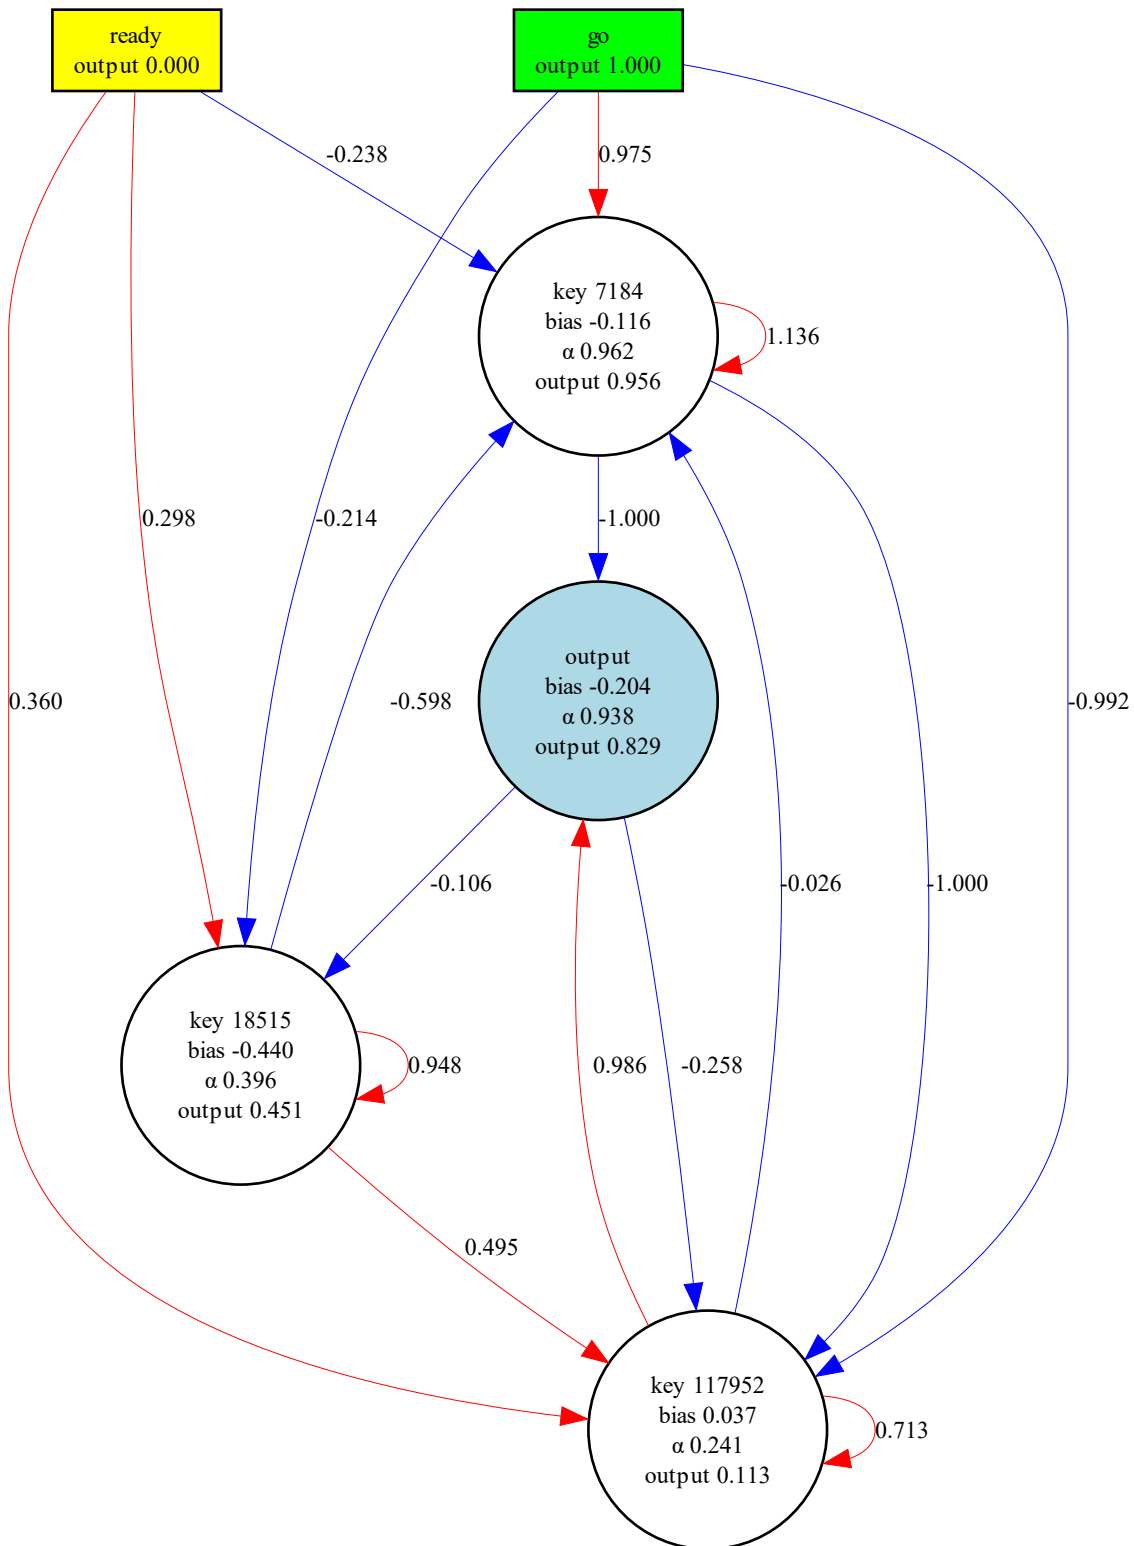 ready
output 0.000
go
output 1.000
-0.238
0.975
key 7184
bias -0.116
α 0.962
output 0.956
1.136
0.298
-0.214
-1.000
output
bias -0.204
α 0.938
output 0.829
0.360
-0.598
-0.992
-0.106
-0.026
-1.000
key 18515
bias -0.440
α 0.396
output 0.451
0.948
0.986
-0.258
0.495
key 117952
bias 0.037
α 0.241
output 0.113
0.713